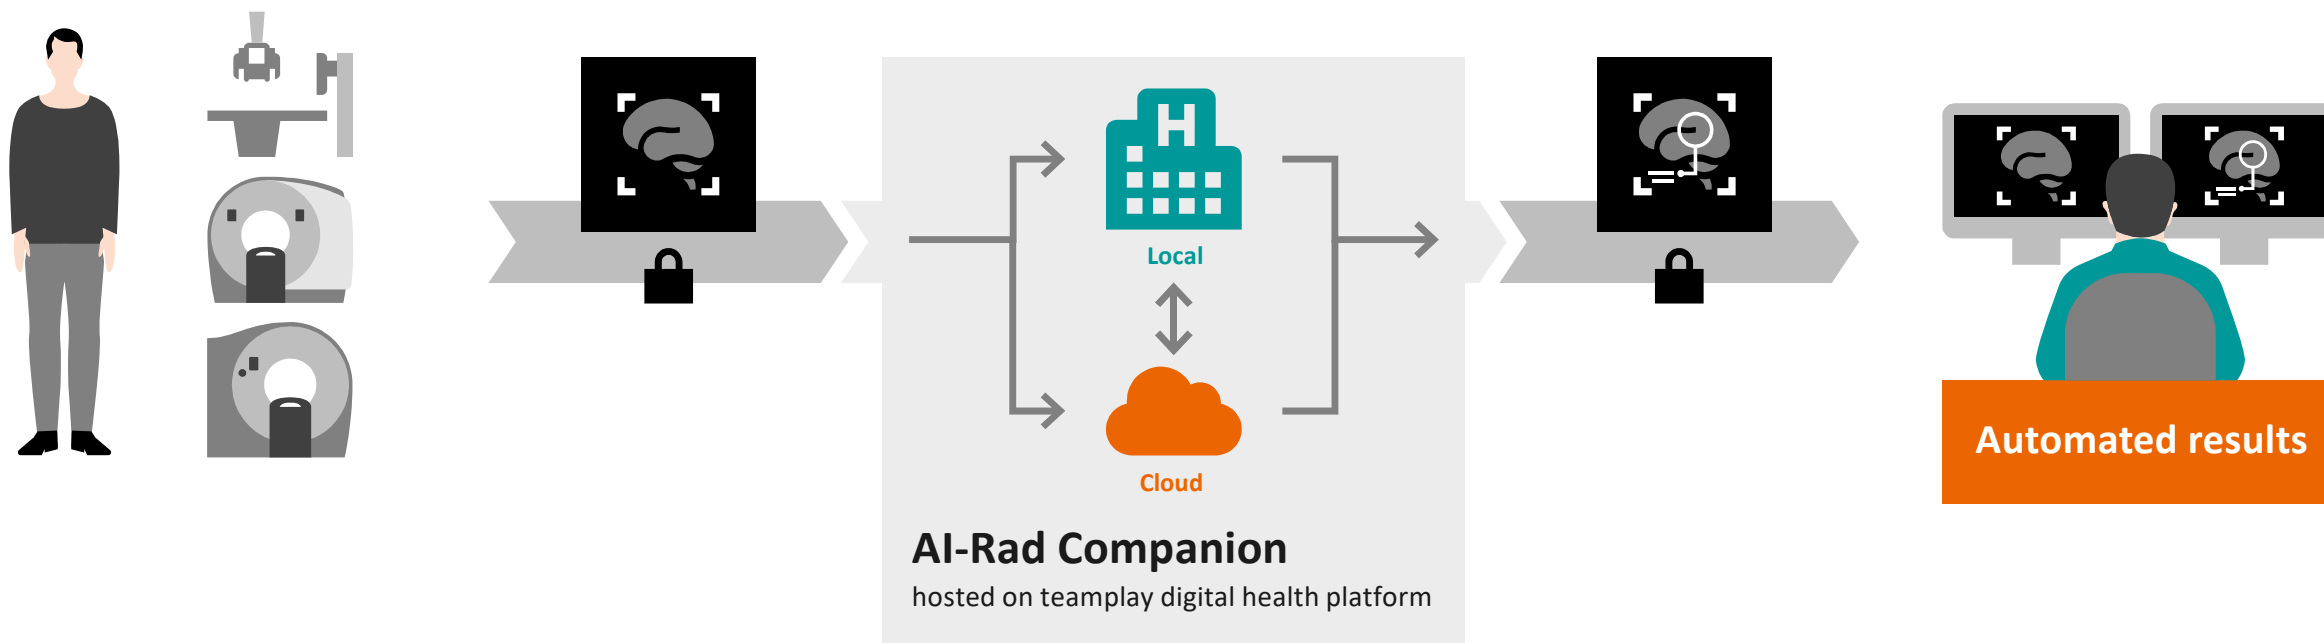 H
Local
Cloud
AI-Rad Companion
hosted on teamplay digital health platform
Automated results